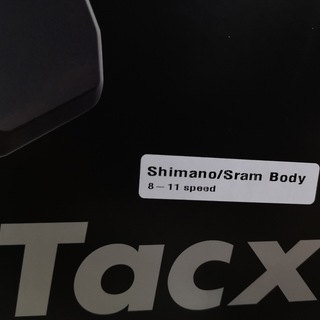 Shimano/Sram Body
8 – 11 speed
Tacx